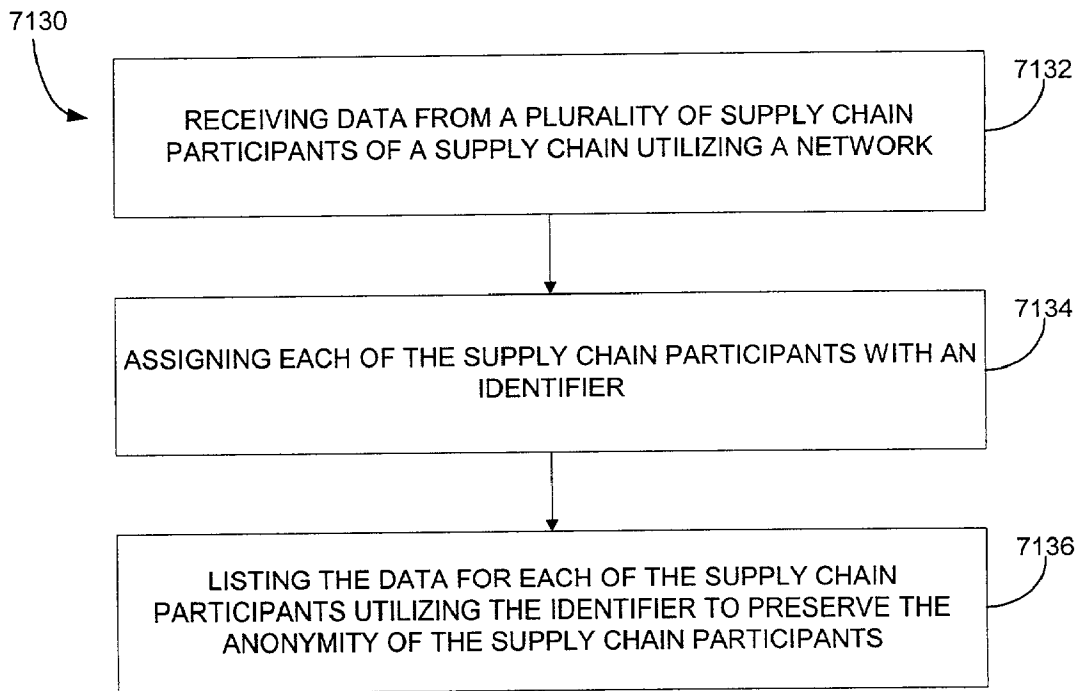 7130
7132
RECEIVING DATA FROM A PLURALITY OF SUPPLY CHAIN
PARTICIPANTS OF A SUPPLY CHAIN UTILIZING A NETWORK
7134
ASSIGNING EACH OF THE SUPPLY CHAIN PARTICIPANTS WITH AN
IDENTIFIER
7136
LISTING THE DATA FOR EACH OF THE SUPPLY CHAIN
PARTICIPANTS UTILIZING THE IDENTIFIER TO PRESERVE THE
ANONYMITY OF THE SUPPLY CHAIN PARTICIPANTS